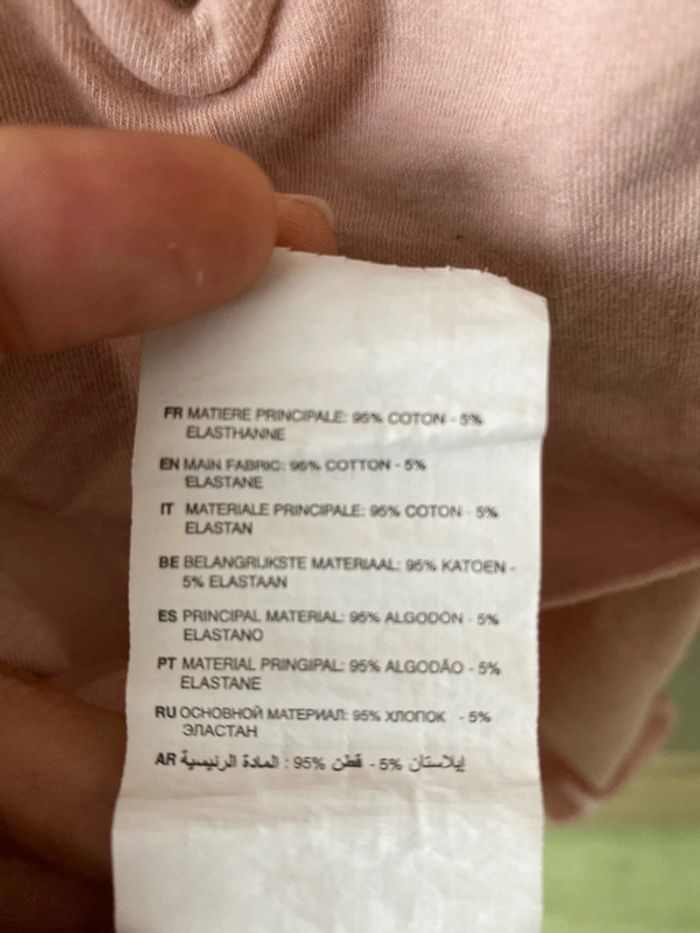 FR MATIERE PRINCIPALE: 95% COTON - 5%
ELASTHANNE
EN MAIN FABRIC: 95% COTTON - 5%
ELASTANE
IT MATERIALE PRINCIPALE: 95% COTON - 5%
ELASTAN
BE BELANGRIJKSTE MATERIAAL: 95% KATOEN -
5% ELASTAAN
ES PRINCIPAL MATERIAL: 95% ALGODÓN - 5%
ELASTANO
PT MATERIAL PRINGIPAL: 95% ALGODÃO - 5%
ELASTANE
RU ОСНОВНОЙ МАТЕРИАЛ: 95% ХЛОПОК - 5%
ЭЛАСТАН
AR المادة الرئيسية : 95% قطن - 5% إيلاستان